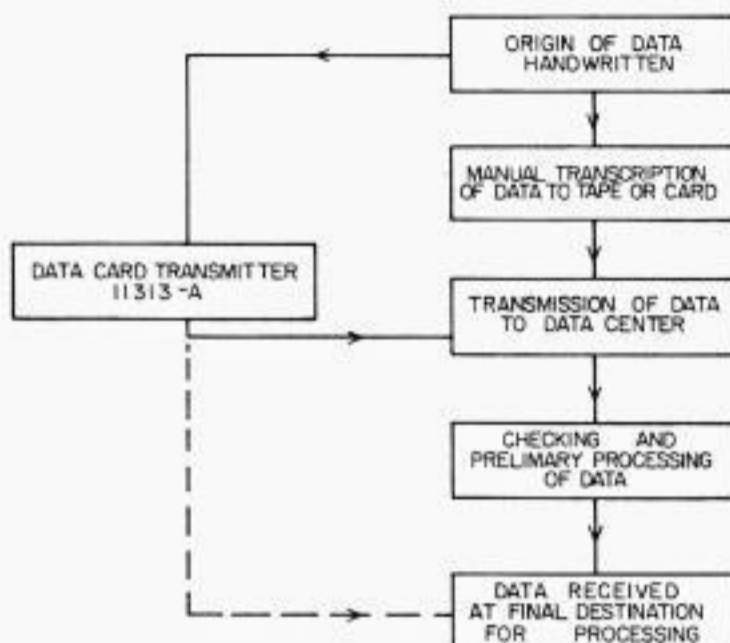 ORIGIN OF DATA
HANDWRITTEN
MANUAL TRANSCRIPTION
OF DATA TO TAPE OR CARD
DATA CARD TRANSMITTER
11313-A
TRANSMISSION OF DATA
TO DATA CENTER
CHECKING AND
PRELIMARY PROCESSING
OF DATA
DATA RECEIVED
AT FINAL DESTINATION
FOR PROCESSING